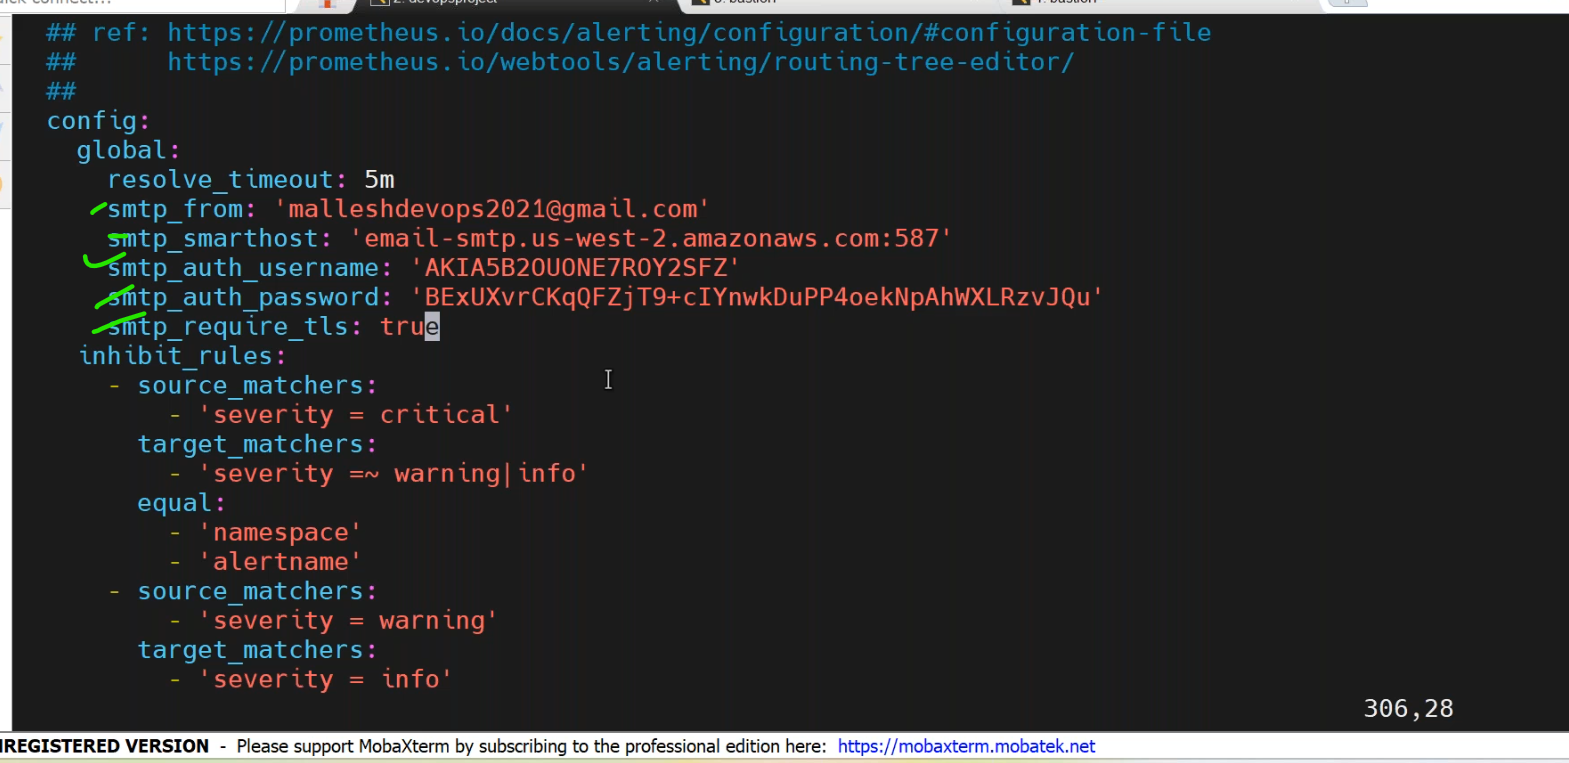 2. devopsproject
## ref: https://prometheus.io/docs/alerting/configuration/#configuration-file
## https://prometheus.io/webtools/alerting/routing-tree-editor/
##
config:
global:
resolve_timeout: 5m
smtp_from: 'malleshdevops2021@gmail.com'
smtp_smarthost: 'email-smtp.us-west-2.amazonaws.com:587'
smtp_auth_username: 'AKIA5B2OUONE7ROY2SFZ'
smtp_auth_password: 'BExUXvrCKqQFZjT9+cIYnwkDuPP4oekNpAhWXLRzvJQu'
smtp_require_tls: true
inhibit_rules:
- source_matchers:
- 'severity = critical'
target_matchers:
- 'severity =~ warning|info'
equal:
- 'namespace'
- 'alertname'
- source_matchers:
- 'severity = warning'
target_matchers:
- 'severity = info'
306,28
VERSION - Please support MobaXterm by subscribing to the professional edition here: https://mobaxterm.mobatek.net